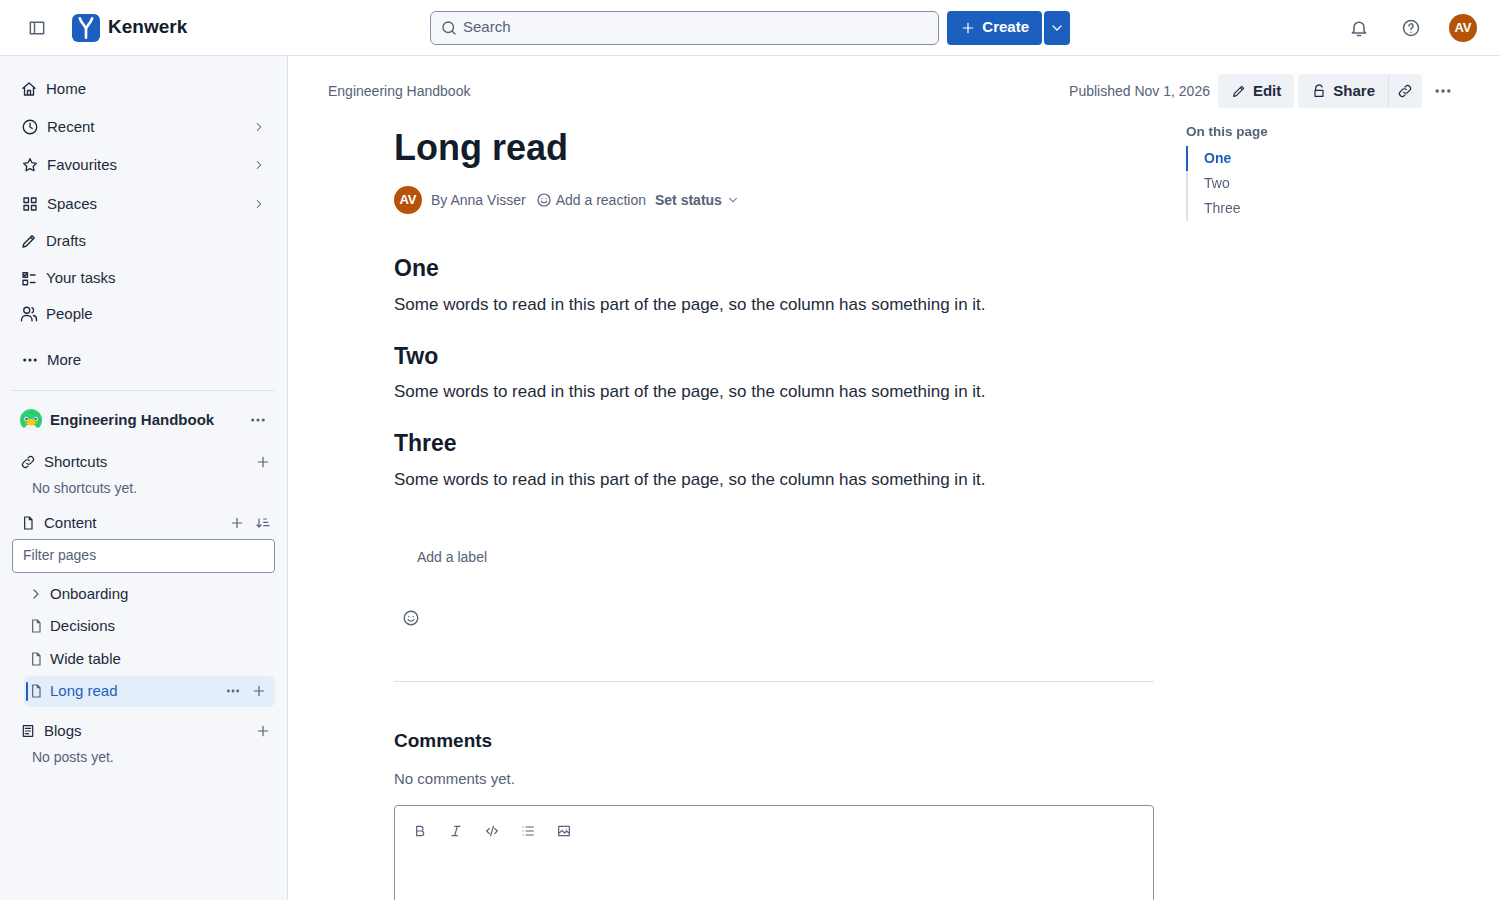 Kenwerk
Search
Create
AV
Home
Recent
Favourites
Spaces
Drafts
Your tasks
People
More
Engineering Handbook
Shortcuts
No shortcuts yet.
Content
Filter pages
Onboarding
Decisions
Wide table
Long read
Blogs
No posts yet.
Engineering Handbook
Published Nov 1, 2026
Edit
Share
Long read
AV By Anna Visser Add a reaction Set status
One
Some words to read in this part of the page, so the column has something in it.
Two
Some words to read in this part of the page, so the column has something in it.
Three
Some words to read in this part of the page, so the column has something in it.
Add a label
Comments
No comments yet.
On this page
One
Two
Three